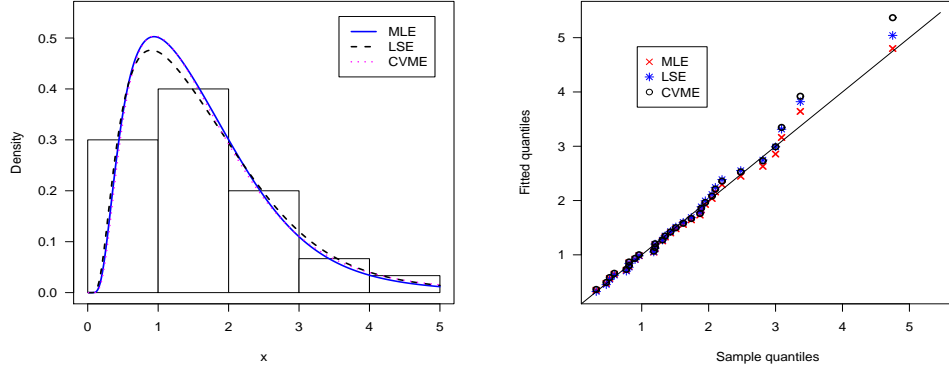 MLE
LSE
CVME
0.5
0.4
0.3
0.2
0.1
0.0
Density
0 1 2 3 4 5
x
MLE
LSE
CVME
5
4
3
2
1
Fitted quantiles
1 2 3 4 5
Sample quantiles